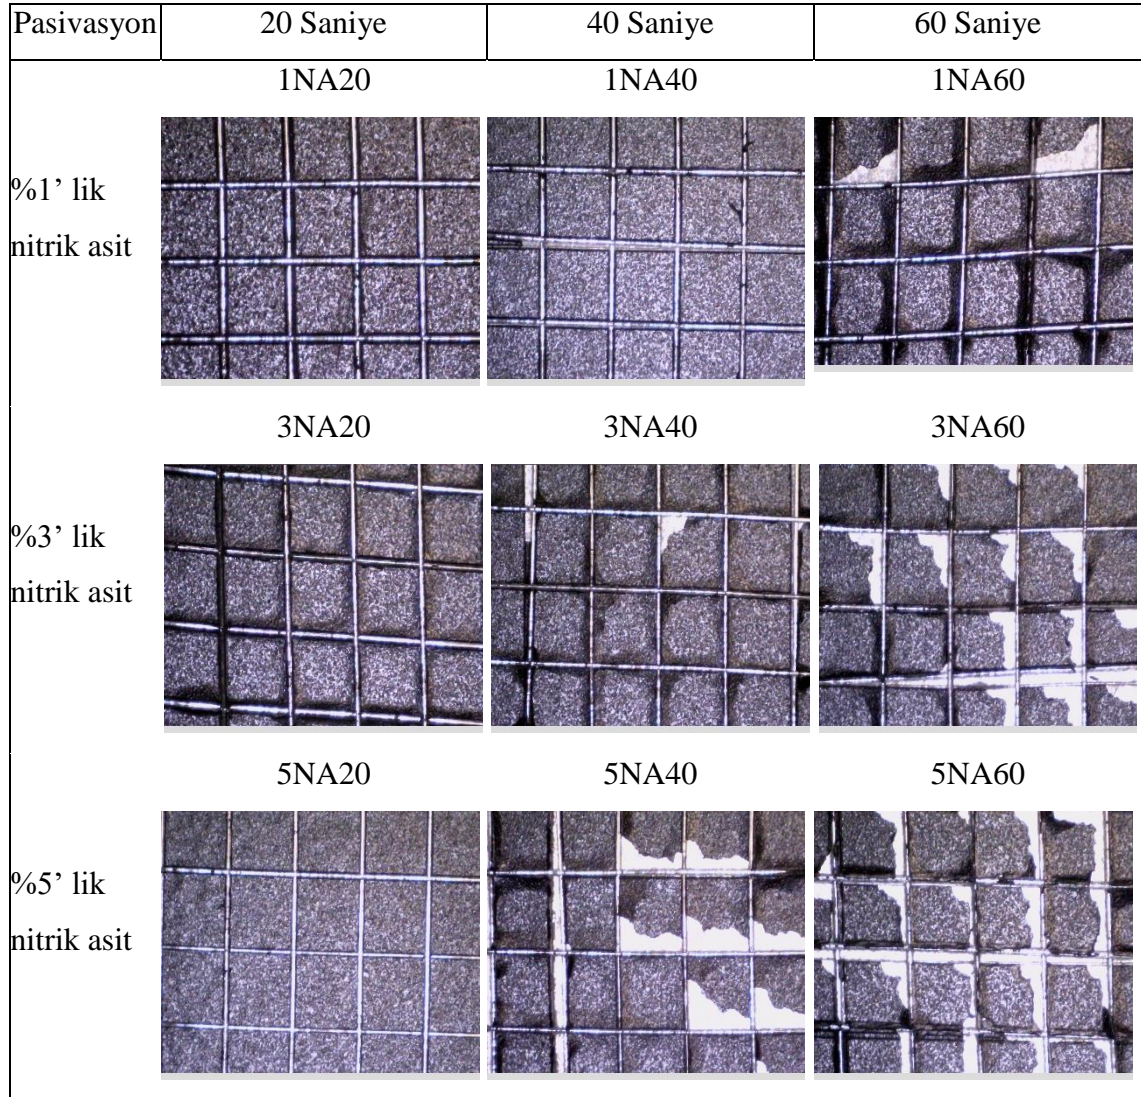 Pasivasyon 20 Saniye 40 Saniye 60 Saniye
1NA20 1NA40 1NA60
%1’ lik
nitrik asit
3NA20 3NA40 3NA60
%3’ lik
nitrik asit
5NA20 5NA40 5NA60
%5’ lik
nitrik asit